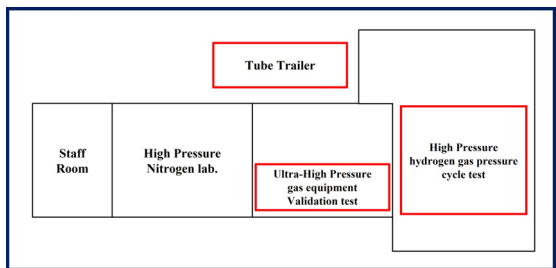 Tube Trailer
Staff
Room
High Pressure
Nitrogen lab.
Ultra-High Pressure
gas equipment
Validation test
High Pressure
hydrogen gas pressure
cycle test